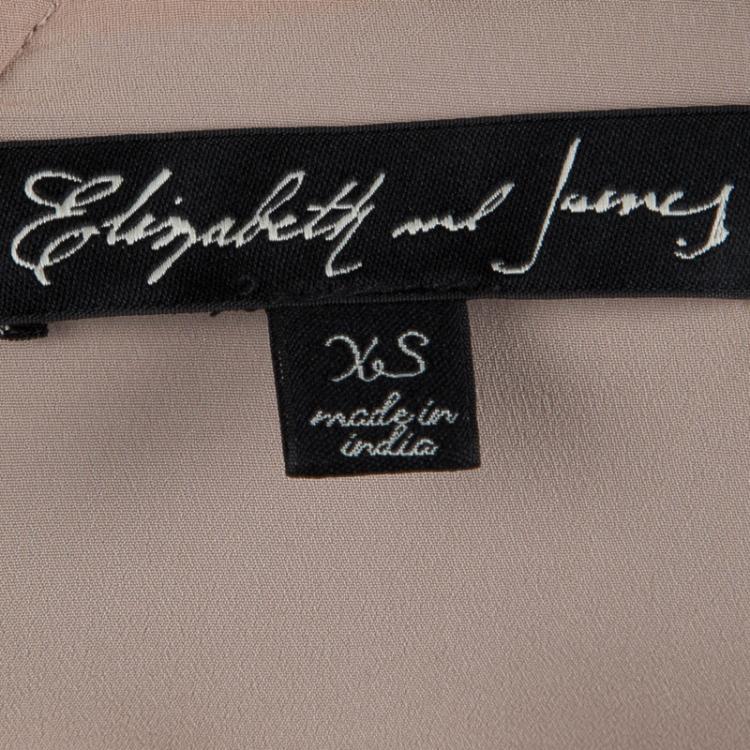 Elizabeth and James
XS
made in
india